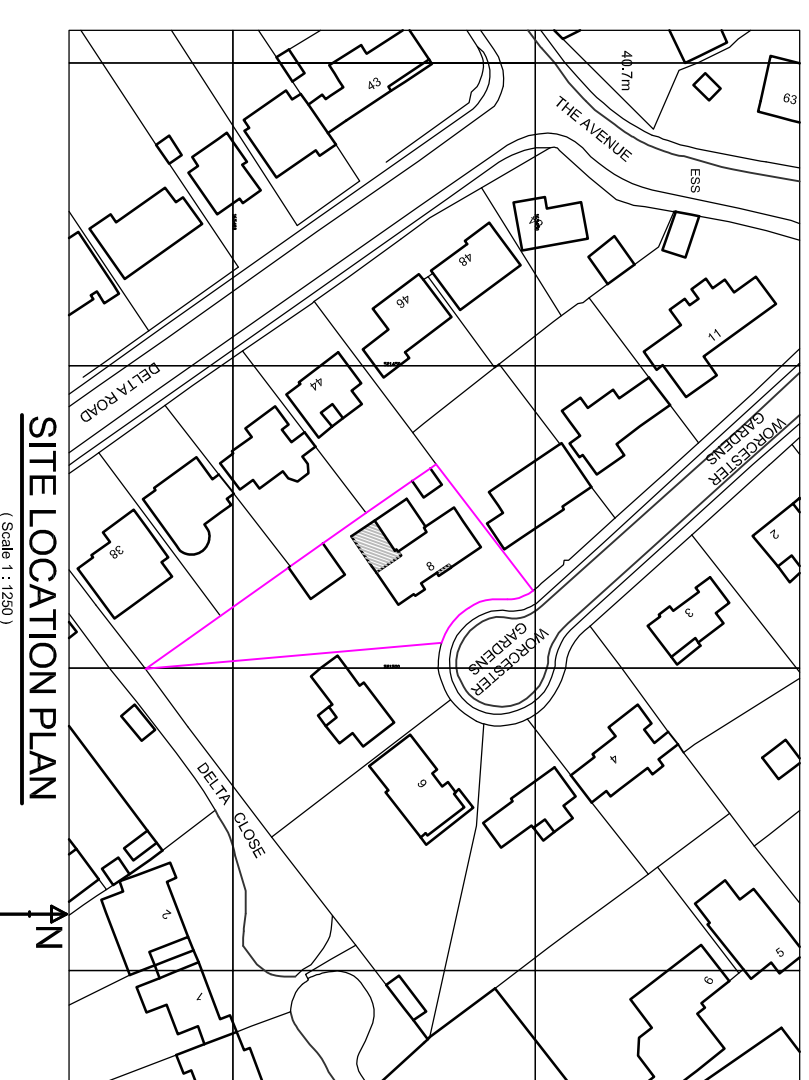 SITE LOCATION PLAN
( Scale 1 : 1250 )
N
40.7m
63
THE AVENUE
ESS
43
48
46
11
44
DELTA ROAD
WORCESTER
GARDENS
2
38
8
3
WORCESTER
GARDENS
4
9
DELTA CLOSE
2
1
5